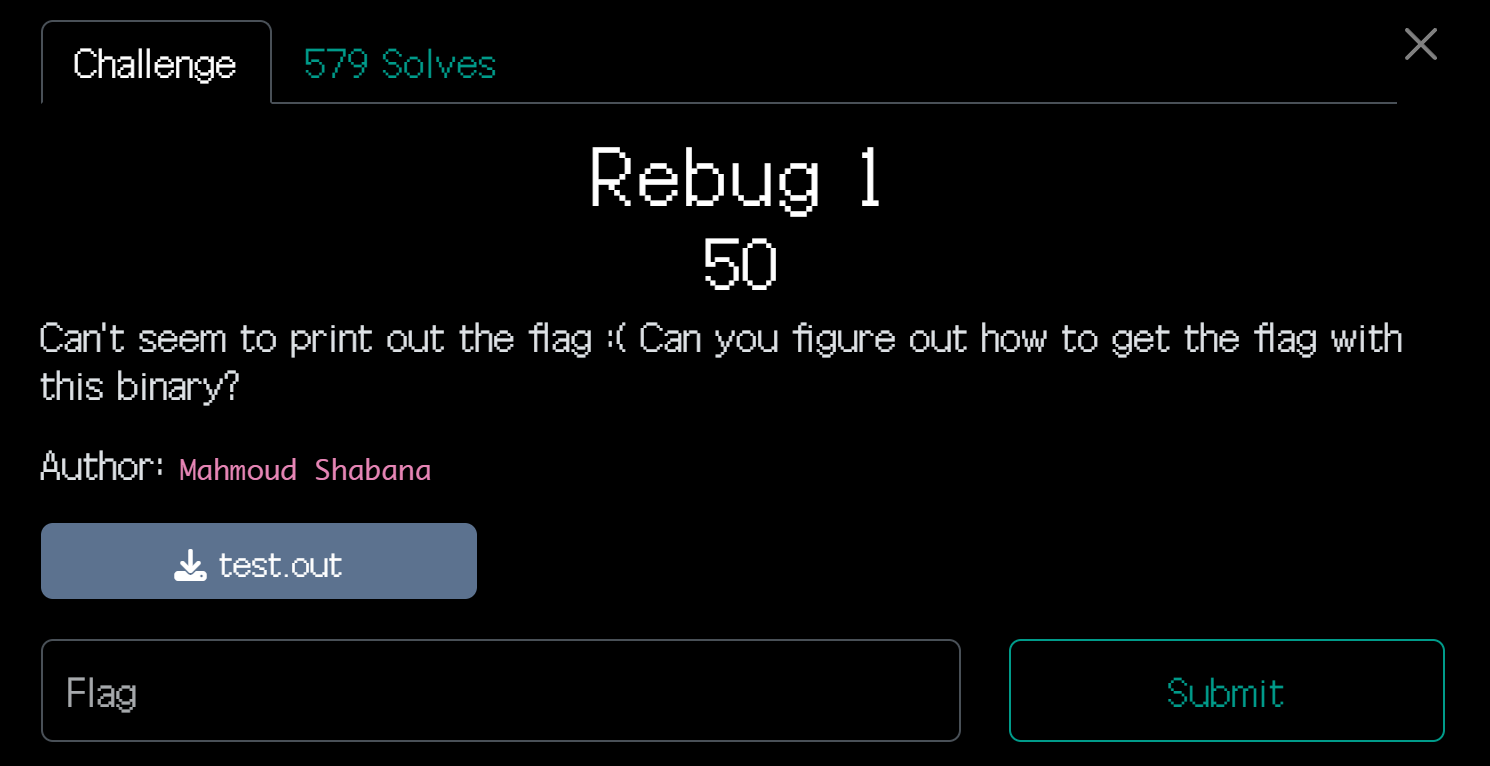 Challenge
579 Solves
Rebug 1
50
Can't seem to print out the flag :( Can you figure out how to get the flag with
this binary?
Author: Mahmoud Shabana
test.out
Flag
Submit